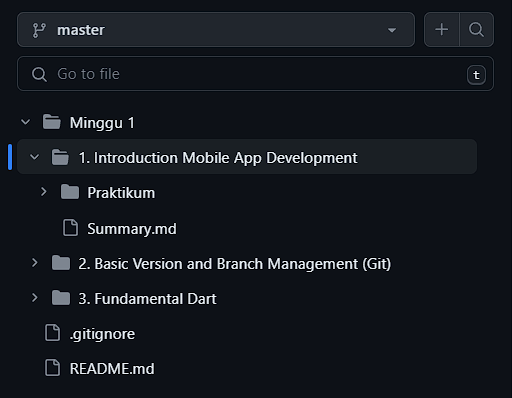 master
Go to file
t
Minggu 1
1. Introduction Mobile App Development
Praktikum
Summary.md
2. Basic Version and Branch Management (Git)
3. Fundamental Dart
.gitignore
README.md